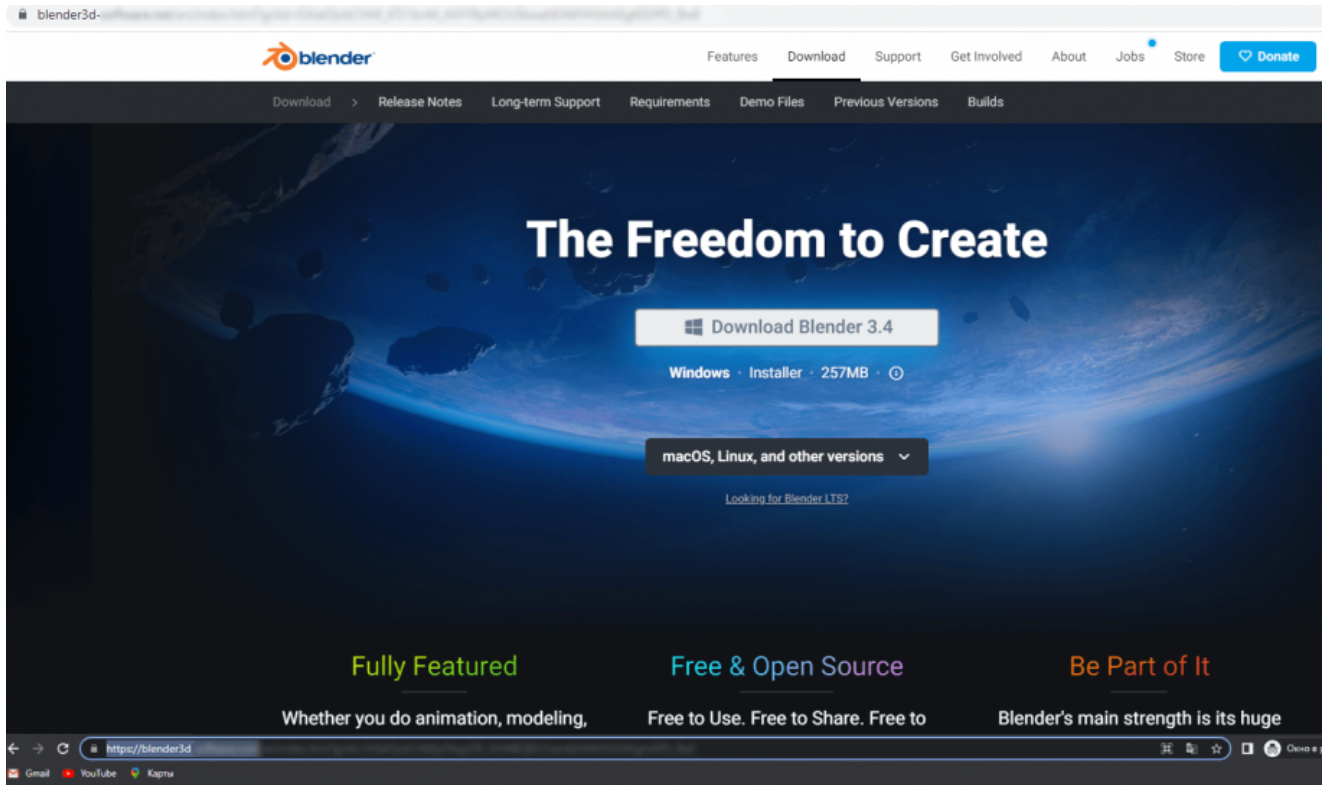 blender3d-
blender
Features Download Support Get Involved About Jobs Store Donate
Download > Release Notes Long-term Support Requirements Demo Files Previous Versions Builds
The Freedom to Create
Download Blender 3.4
Windows · Installer · 257MB ·
macOS, Linux, and other versions
Looking for Blender LTS?
Fully Featured Free & Open Source Be Part of It
Whether you do animation, modeling, Free to Use. Free to Share. Free to Blender's main strength is its huge
https://blender3d Окно в
Gmail YouTube Карты